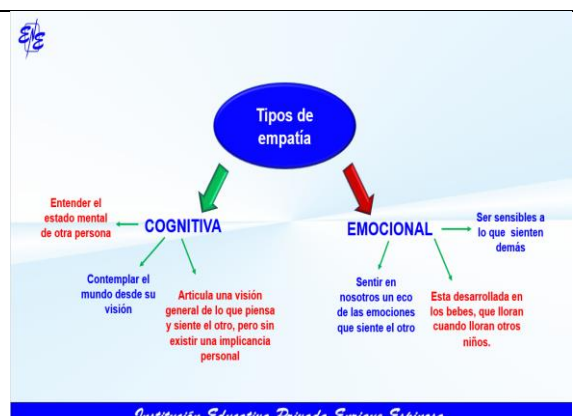 ENE
Tipos de
empatía
Entender el
estado mental
de otra persona
COGNITIVA
Contemplar el
mundo desde su
visión
Articula una visión
general de lo que piensa
y siente el otro, pero sin
existir una implicancia
personal
EMOCIONAL
Ser sensibles a
lo que sienten
demás
Sentir en
nosotros un eco
de las emociones
que siente el otro
Esta desarrollada en
los bebes, que lloran
cuando lloran otros
niños.
Institución Educativa Privada Enrique Espinosa